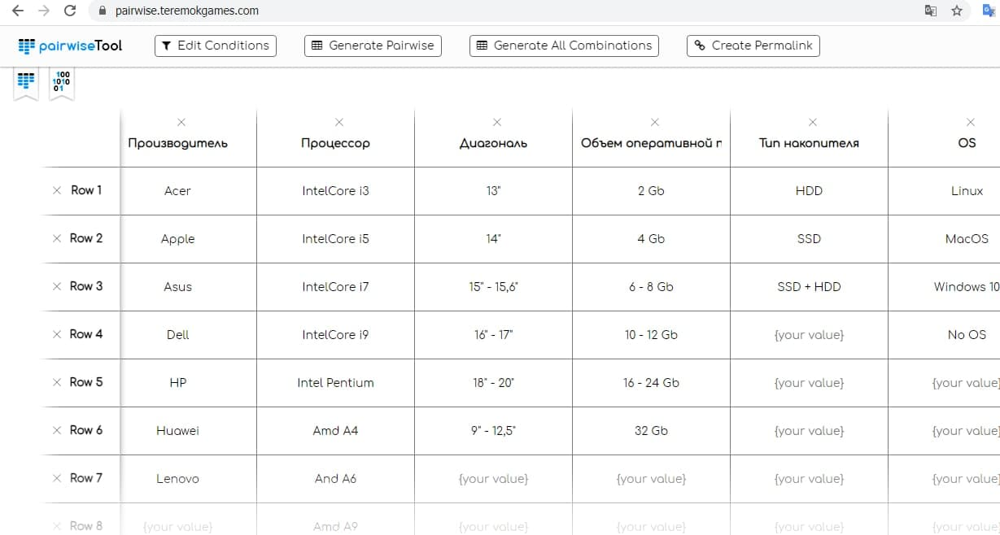 pairwise.teremokgames.com
pairwiseTool Edit Conditions Generate Pairwise Generate All Combinations Create Permalink
100
1010
01
Производитель Процессор Диагональ Объем оперативной п Тип накопителя OS
Row 1 Acer IntelCore i3 13" 2 Gb HDD Linux
Row 2 Apple IntelCore i5 14" 4 Gb SSD MacOS
Row 3 Asus IntelCore i7 15" - 15,6" 6 - 8 Gb SSD + HDD Windows 10
Row 4 Dell IntelCore i9 16" - 17" 10 - 12 Gb {your value} No OS
Row 5 HP Intel Pentium 18" - 20" 16 - 24 Gb {your value} {your value}
Row 6 Huawei Amd A4 9" - 12,5" 32 Gb {your value} {your value}
Row 7 Lenovo And A6 {your value} {your value} {your value} {your value}
Row 8 {your value} Amd A9 {your value} {your value} {your value} {your value}